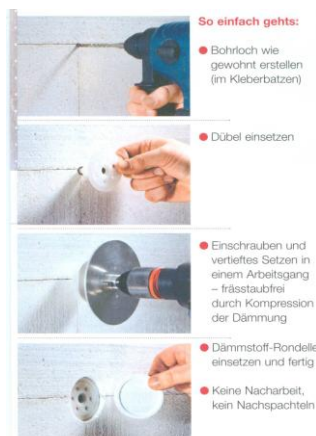 So einfach gehts:
● Bohrloch wie
gewohnt erstellen
(im Kleberbatzen)
● Dübel einsetzen
● Einschrauben und
vertieftes Setzen in
einem Arbeitsgang
– frässtaubfrei
durch Kompression
der Dämmung
● Dämmstoff-Rondelle
einsetzen und fertig
● Keine Nacharbeit,
kein Nachspachteln